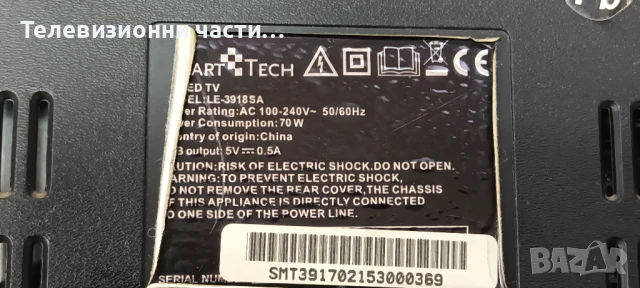 Телевизионни части...
ART TECH
ED TV
EL: LE-3918SA
er Rating: AC 100-240V~ 50/60Hz
er Consumption: 70W
ntry of origin: China
B output: 5V 0.5A
UTION: RISK OF ELECTRIC SHOCK. DO NOT OPEN.
ARNING: TO PREVENT ELECTRIC SHOCK,
O NOT REMOVE THE REAR COVER, THE CHASSIS
F THIS APPLIANCE IS DIRECTLY CONNECTED
O ONE SIDE OF THE POWER LINE.
SERIAL NUM
SMT391702153000369
BAZAR